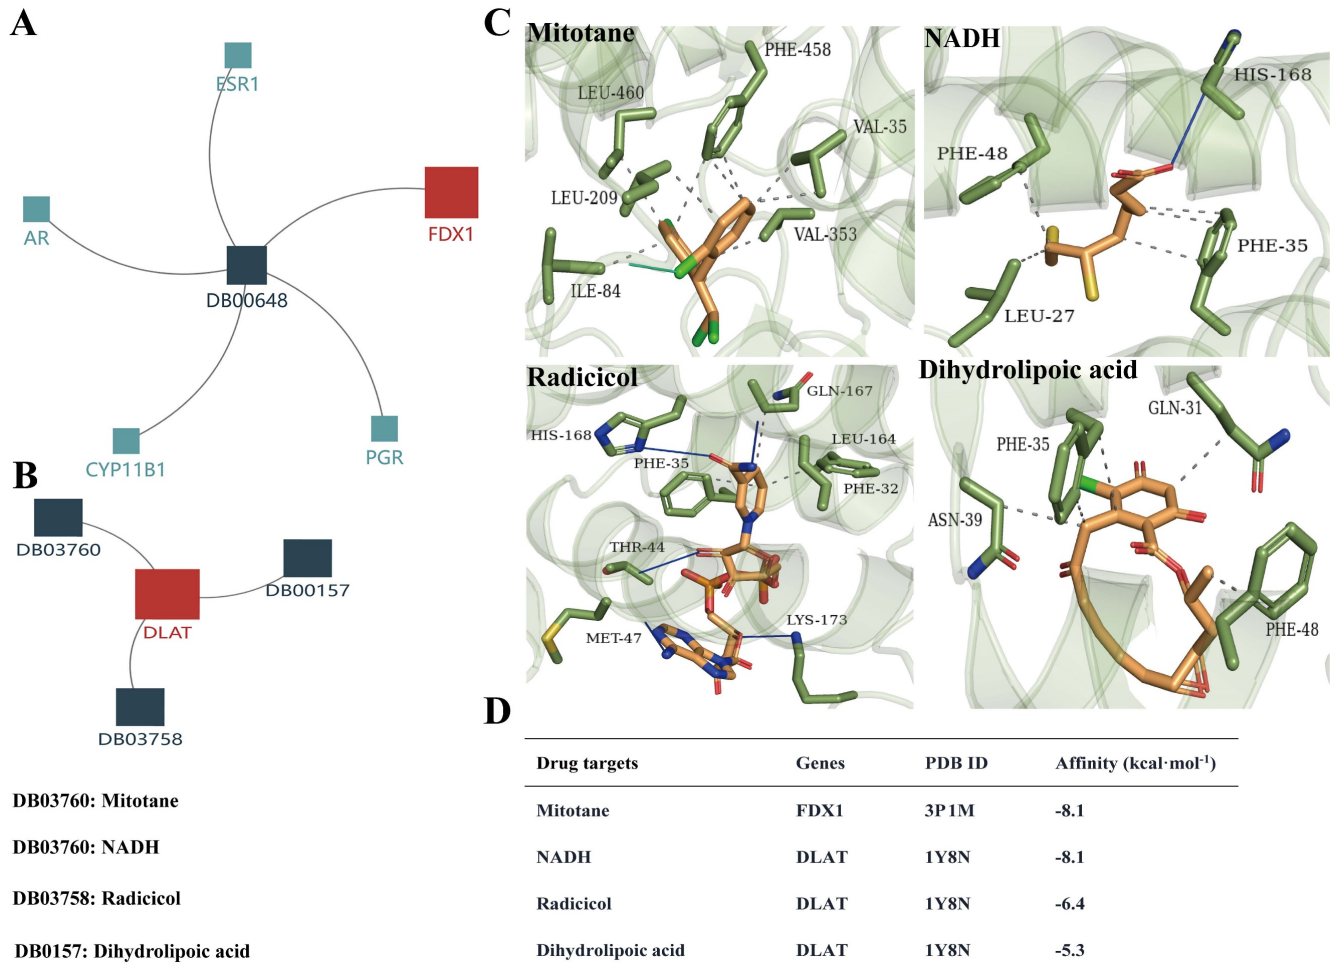 A
ESR1
FDX1
AR
DB00648
CYP11B1
PGR
B
DB03760
DB00157
DLAT
DB03758
DB03760: Mitotane
DB03760: NADH
DB03758: Radicicol
DB0157: Dihydrolipoic acid
C
Mitotane
PHE-458
LEU-460
VAL-35
LEU-209
VAL-353
ILE-84
NADH
HIS-168
PHE-48
PHE-35
LEU-27
Radicicol
GLN-167
HIS-168
LEU-164
PHE-35
PHE-32
THR-44
LYS-173
MET-47
Dihydrolipoic acid
GLN-31
PHE-35
ASN-39
PHE-48
D
Drug targets Genes PDB ID Affinity (kcal·mol⁻¹)
Mitotane FDX1 3P1M -8.1
NADH DLAT 1Y8N -8.1
Radicicol DLAT 1Y8N -6.4
Dihydrolipoic acid DLAT 1Y8N -5.3